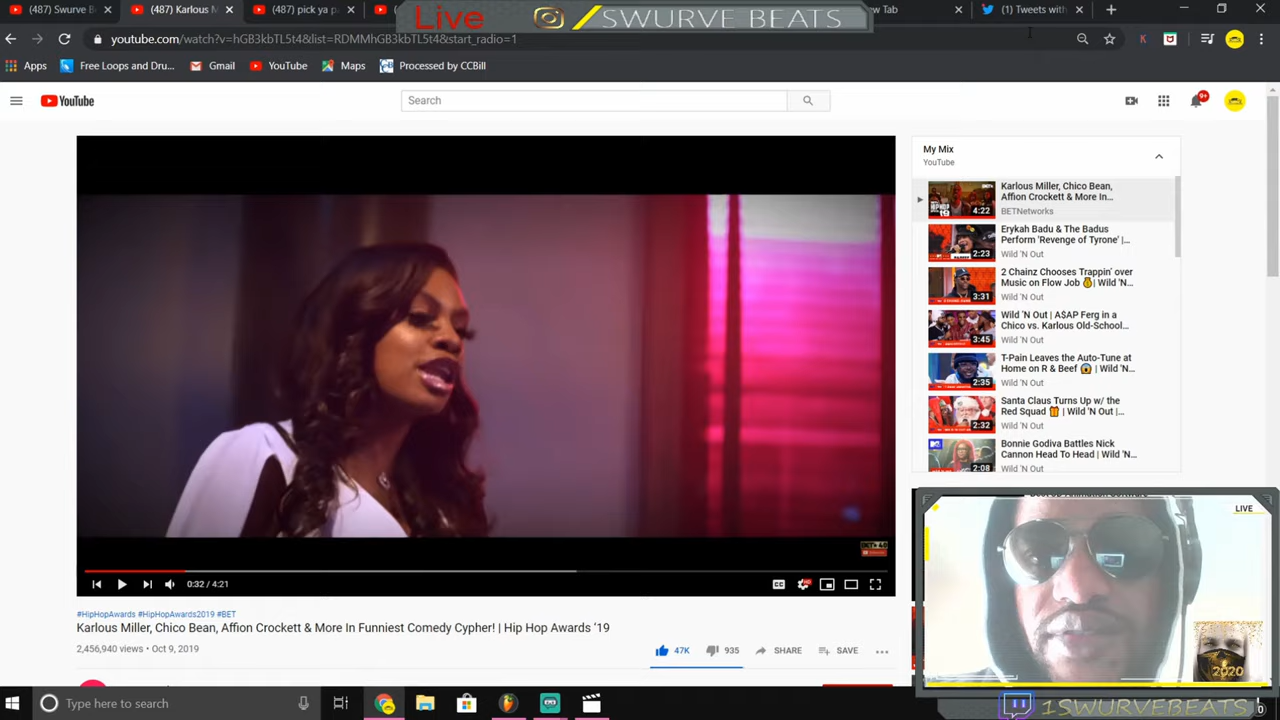 (487) Swurve B
(487) Karlous M
(487) pick ya p
Live
SWURVE BEATS
ew Tab
(1) Tweets with
youtube.com/watch?v=hGB3kbTL5t4&list=RDMMhGB3kbTL5t4&start_radio=1
Apps
Free Loops and Dru...
Gmail
YouTube
Maps
Processed by CCBill
YouTube
Search
9+
My Mix
YouTube
Karlous Miller, Chico Bean,
Affion Crockett & More In...
BETNetworks
4:22
Erykah Badu & The Badus
Perform 'Revenge of Tyrone' |...
Wild 'N Out
2:23
2 Chainz Chooses Trappin' over
Music on Flow Job 💰| Wild 'N...
Wild 'N Out
3:31
Wild 'N Out | A$AP Ferg in a
Chico vs. Karlous Old-School...
Wild 'N Out
3:45
T-Pain Leaves the Auto-Tune at
Home on R & Beef 😱 | Wild 'N...
Wild 'N Out
2:35
Santa Claus Turns Up w/ the
Red Squad 🎁 | Wild 'N Out |...
Wild 'N Out
2:32
Bonnie Godiva Battles Nick
Cannon Head To Head | Wild 'N...
Wild 'N Out
2:08
0:32 / 4:21
CC
HD
#HipHopAwards #HipHopAwards2019 #BET
Karlous Miller, Chico Bean, Affion Crockett & More In Funniest Comedy Cypher! | Hip Hop Awards '19
2,456,940 views • Oct 9, 2019
47K
935
SHARE
SAVE
LIVE
2020
Type here to search
1SWURVEBEATS
0